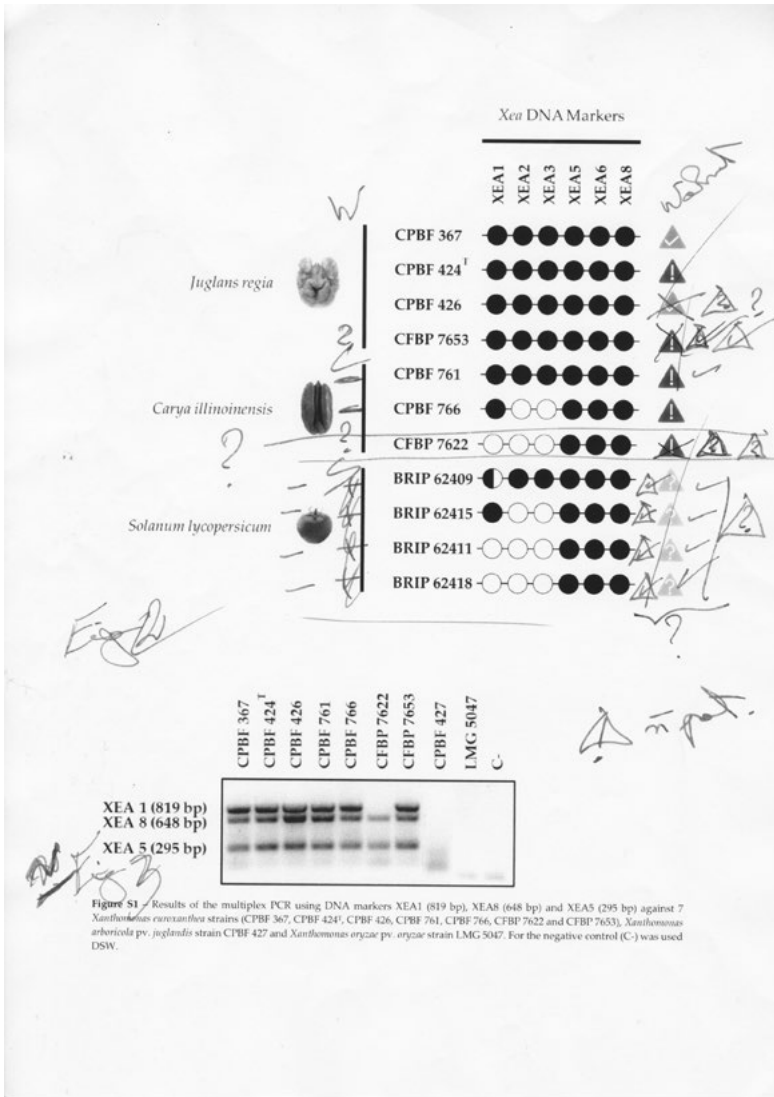 Xea DNA Markers
XEA1 XEA2 XEA3 XEA5 XEA6 XEA8
Walnut
W
CPBF 367
CPBF 424T
Juglans regia
CPBF 426 ?
CFBP 7653
?
CPBF 761
Carya illinoinensis
CPBF 766
?
CFBP 7622
?
BRIP 62409
BRIP 62415
Solanum lycopersicum
BRIP 62411
BRIP 62418
Fig 2
?
CPBF 367 CPBF 424T CPBF 426 CFBP 761 CPBF 766 CFBP 7622 CFBP 7653 CPBF 427 LMG 5047 C-
XEA 1 (819 bp)
XEA 8 (648 bp)
XEA 5 (295 bp)
Fig 3
Figure S1 – Results of the multiplex PCR using DNA markers XEA1 (819 bp), XEA8 (648 bp) and XEA5 (295 bp) against 7
Xanthomonas euroxanthea strains (CPBF 367, CPBF 424T, CPBF 426, CPBF 761, CPBF 766, CFBP 7622 and CFBP 7653), Xanthomonas
arboricola pv. juglandis strain CPBF 427 and Xanthomonas oryzae pv. oryzae strain LMG 5047. For the negative control (C-) was used
DSW.